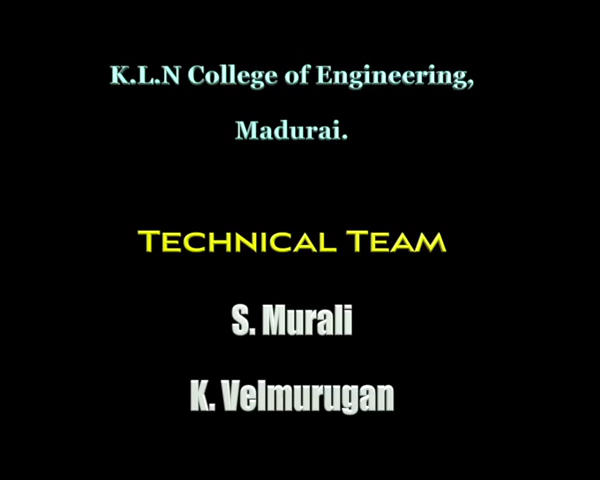 K.L.N College of Engineering,
Madurai.
TECHNICAL TEAM
S. Murali
K. Velmurugan